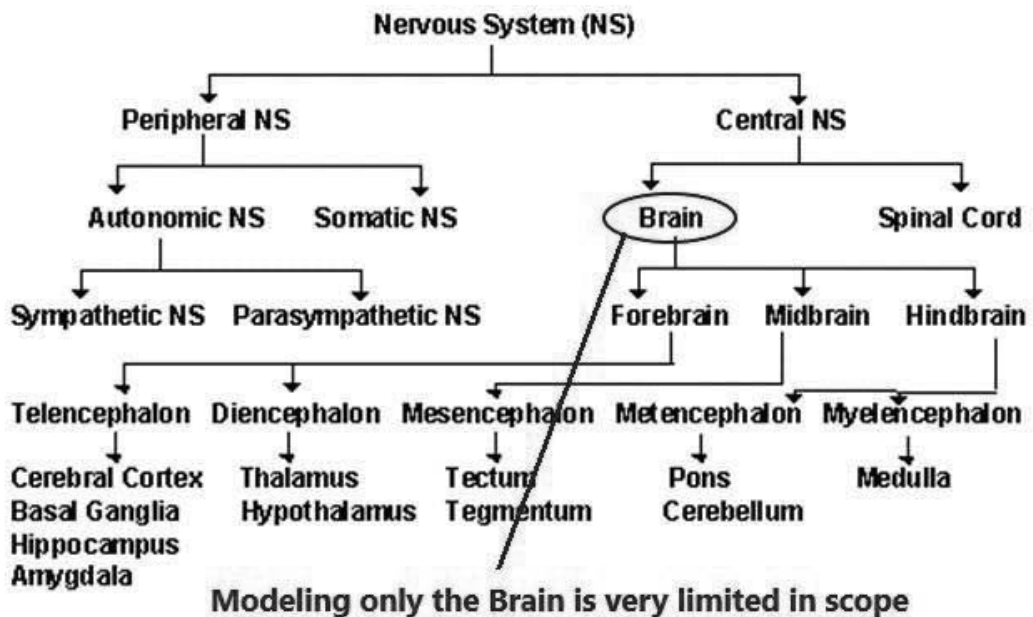 Nervous System (NS)
Peripheral NS Central NS
Autonomic NS Somatic NS Brain Spinal Cord
Sympathetic NS Parasympathetic NS Forebrain Midbrain Hindbrain
Telencephalon Diencephalon Mesencephalon Metencephalon Myelencephalon
Cerebral Cortex Thalamus Tectum Pons Medulla
Basal Ganglia Hypothalamus Tegmentum Cerebellum
Hippocampus
Amygdala
Modeling only the Brain is very limited in scope